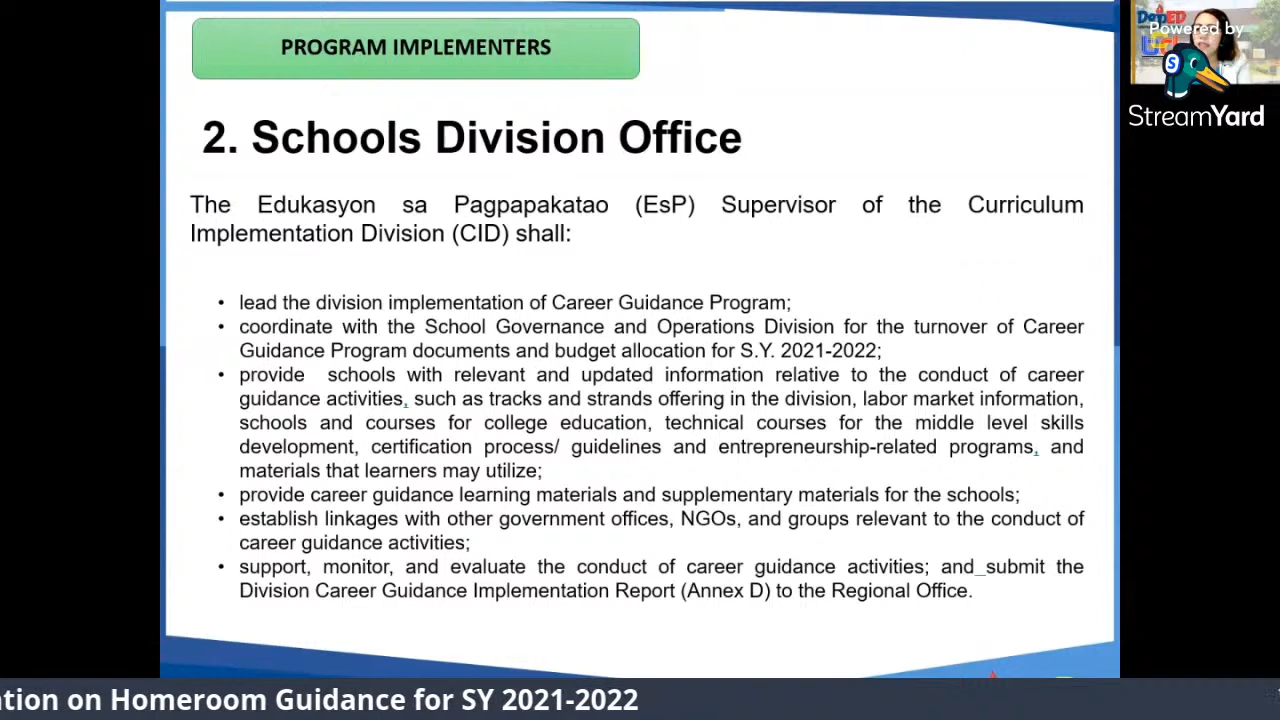 PROGRAM IMPLEMENTERS
DepED
Powered by
S
StreamYard
2. Schools Division Office
The Edukasyon sa Pagpapakatao (EsP) Supervisor of the Curriculum
Implementation Division (CID) shall:
• lead the division implementation of Career Guidance Program;
• coordinate with the School Governance and Operations Division for the turnover of Career
Guidance Program documents and budget allocation for S.Y. 2021-2022;
• provide schools with relevant and updated information relative to the conduct of career
guidance activities, such as tracks and strands offering in the division, labor market information,
schools and courses for college education, technical courses for the middle level skills
development, certification process/ guidelines and entrepreneurship-related programs, and
materials that learners may utilize;
• provide career guidance learning materials and supplementary materials for the schools;
• establish linkages with other government offices, NGOs, and groups relevant to the conduct of
career guidance activities;
• support, monitor, and evaluate the conduct of career guidance activities; and_submit the
Division Career Guidance Implementation Report (Annex D) to the Regional Office.
ation on Homeroom Guidance for SY 2021-2022